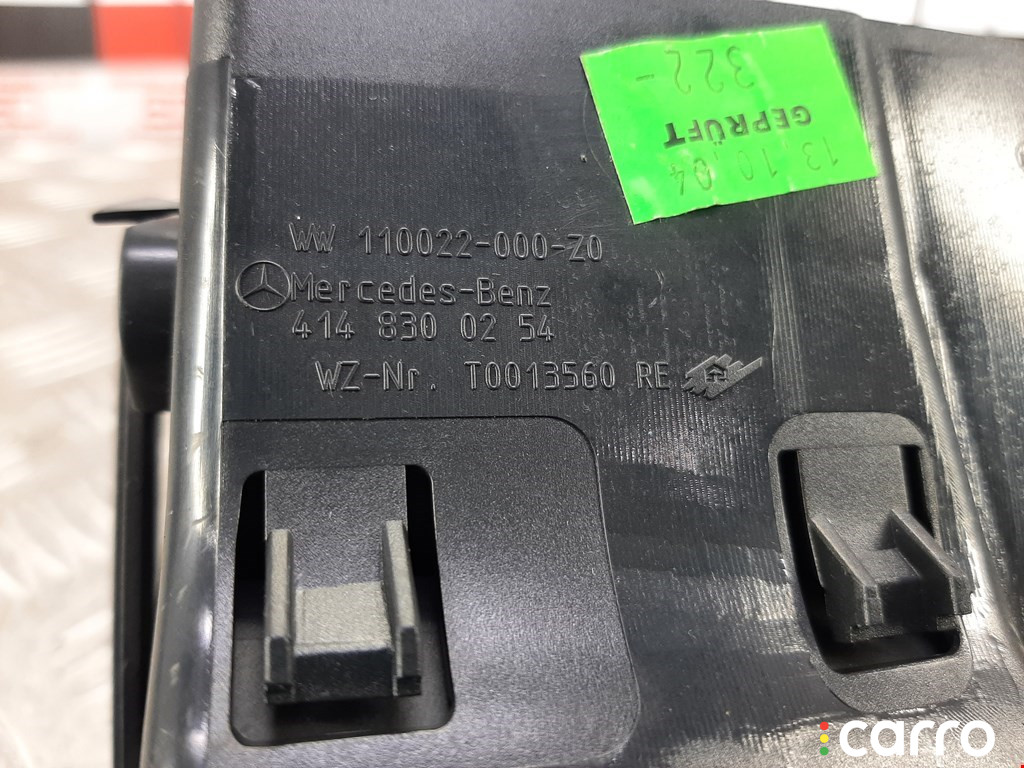 322-
GEPRÜFT
13.10.04
WW 110022-000-Z0
Mercedes-Benz
414 830 02 54
WZ-Nr. T0013560 RE
carro